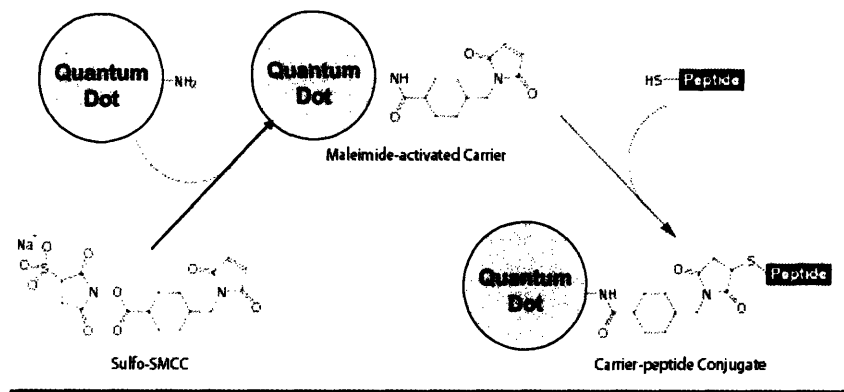 Quantum
Dot
NH₂
Quantum
Dot
NH
O
O
N
O
HS
Peptide
Maleimide-activated Carrier
Na⁺
O
O
S
O
O
N
O
O
O
O
N
O
Sulfo-SMCC
Quantum
Dot
NH
O
O
N
O
S
Peptide
Carrier-peptide Conjugate